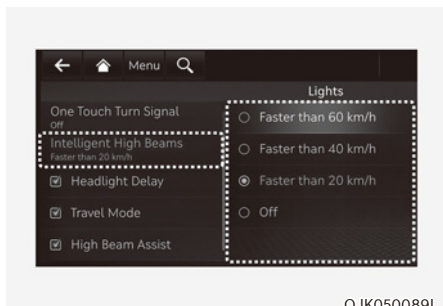 Menu
Lights
One Touch Turn Signal
Off
Intelligent High Beams
Faster than 20 km/h
Headlight Delay
Travel Mode
High Beam Assist
Faster than 60 km/h
Faster than 40 km/h
Faster than 20 km/h
Off
OJK050089L